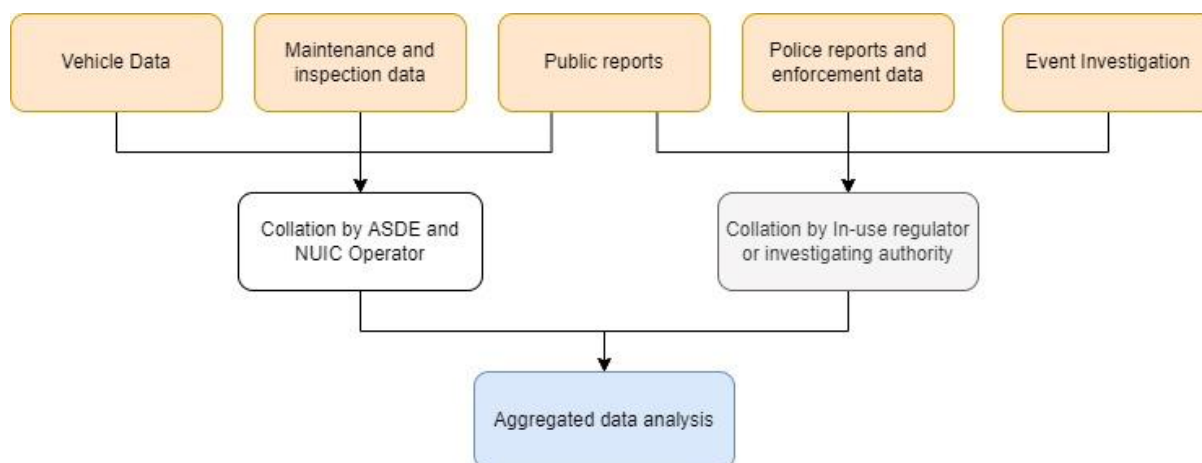 Vehicle Data
Maintenance and
inspection data
Public reports
Police reports and
enforcement data
Event Investigation
Collation by ASDE and
NUIC Operator
Collation by In-use regulator
or investigating authority
Aggregated data analysis